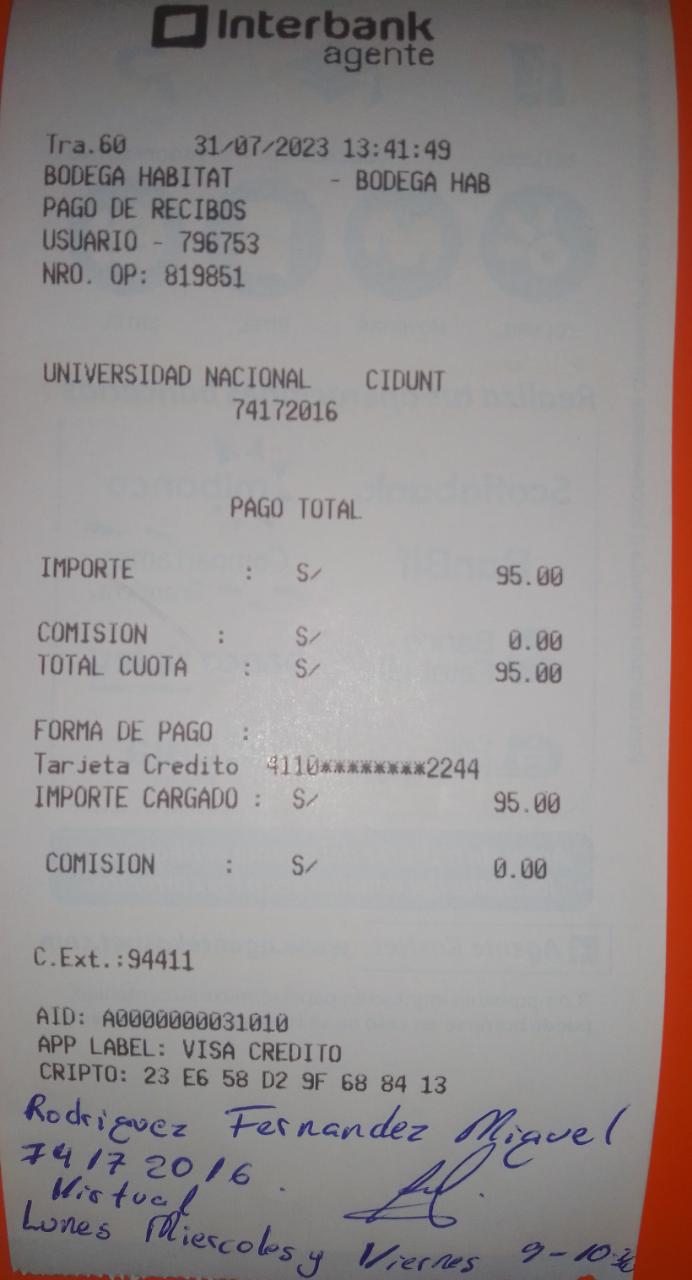 Interbank
agente
Tra.60 31/07/2023 13:41:49
BODEGA HABITAT - BODEGA HAB
PAGO DE RECIBOS
USUARIO - 796753
NRO. OP: 819851
UNIVERSIDAD NACIONAL CIDUNT
74172016
PAGO TOTAL
IMPORTE : S/ 95.00
COMISION : S/ 0.00
TOTAL CUOTA : S/ 95.00
FORMA DE PAGO :
Tarjeta Credito 4110********2244
IMPORTE CARGADO : S/ 95.00
COMISION : S/ 0.00
C.Ext.:94411
AID: A0000000031010
APP LABEL: VISA CREDITO
CRIPTO: 23 E6 58 D2 9F 68 84 13
Rodriguez Fernandez Miguel
74172016
Virtual
Lunes Miercoles y Viernes 9-10:30